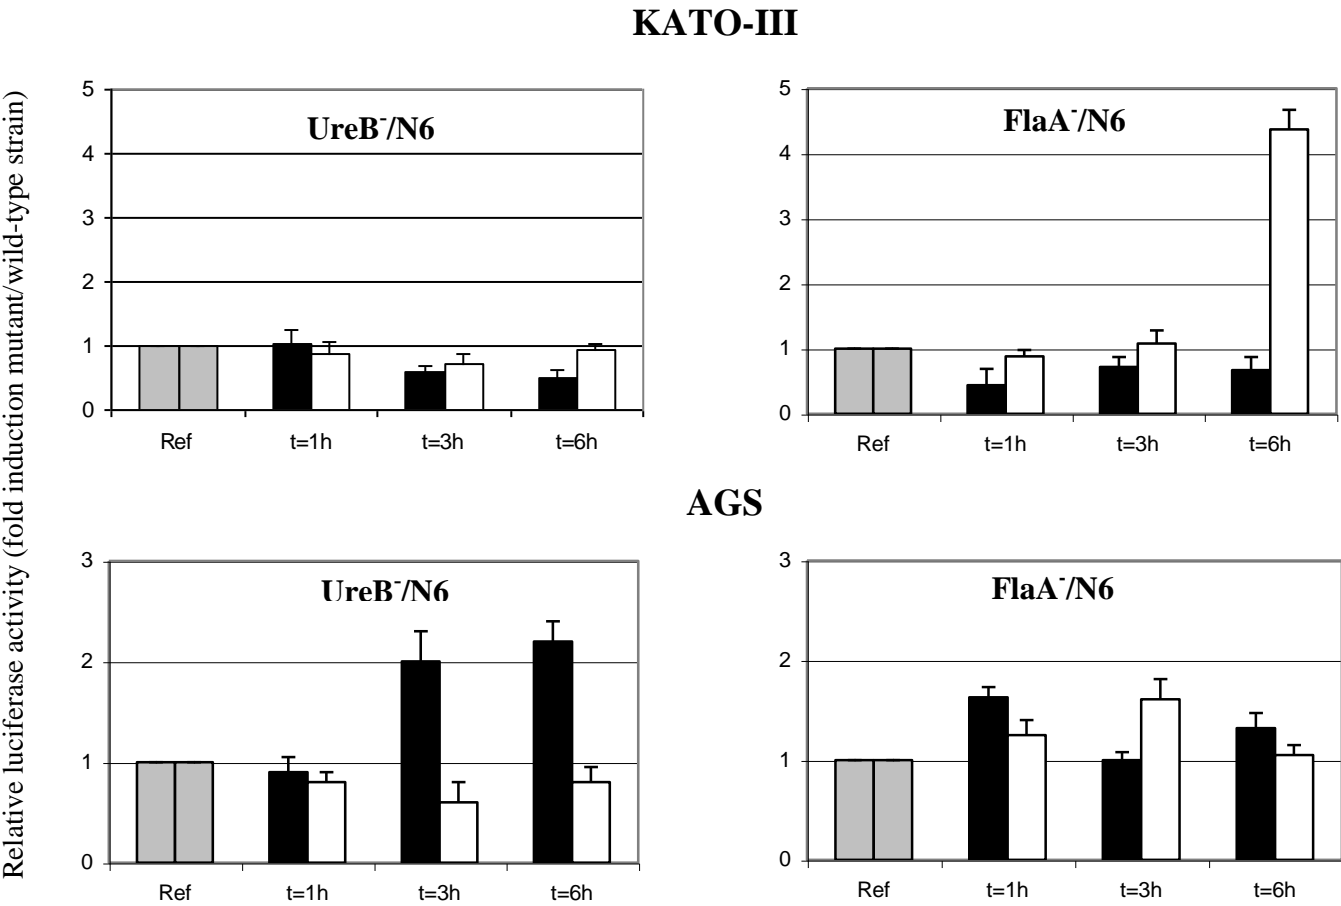 KATO-III
Relative luciferase activity (fold induction mutant/wild-type strain)
UreB-/N6
5
4
3
2
1
0
Ref t=1h t=3h t=6h
FlaA-/N6
5
4
3
2
1
0
Ref t=1h t=3h t=6h
AGS
UreB-/N6
3
2
1
0
Ref t=1h t=3h t=6h
FlaA-/N6
3
2
1
0
Ref t=1h t=3h t=6h